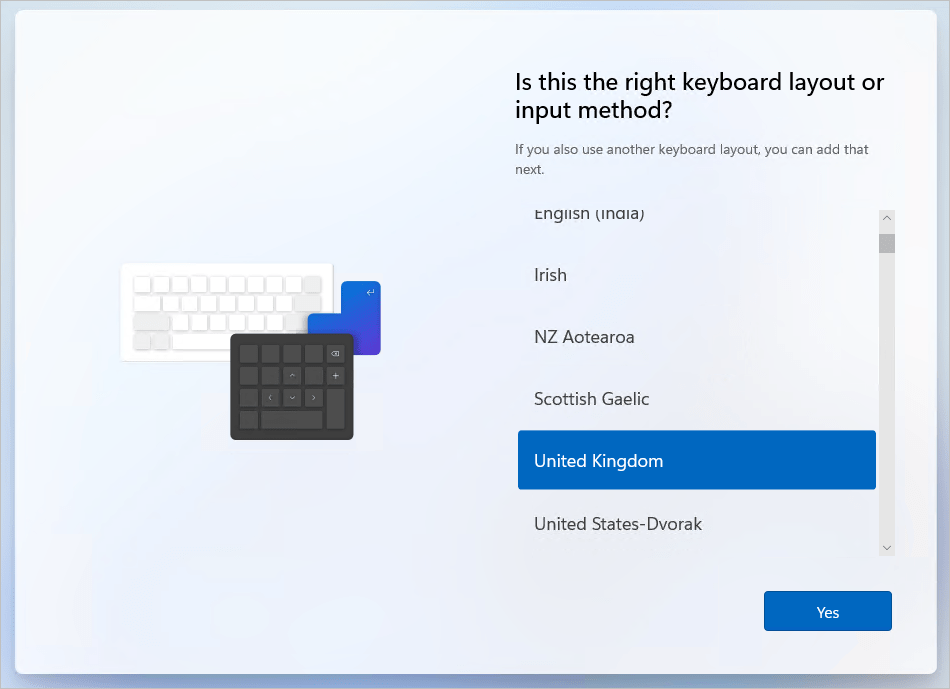 Is this the right keyboard layout or
input method?
If you also use another keyboard layout, you can add that
next.
English (India)
Irish
NZ Aotearoa
Scottish Gaelic
United Kingdom
United States-Dvorak
Yes